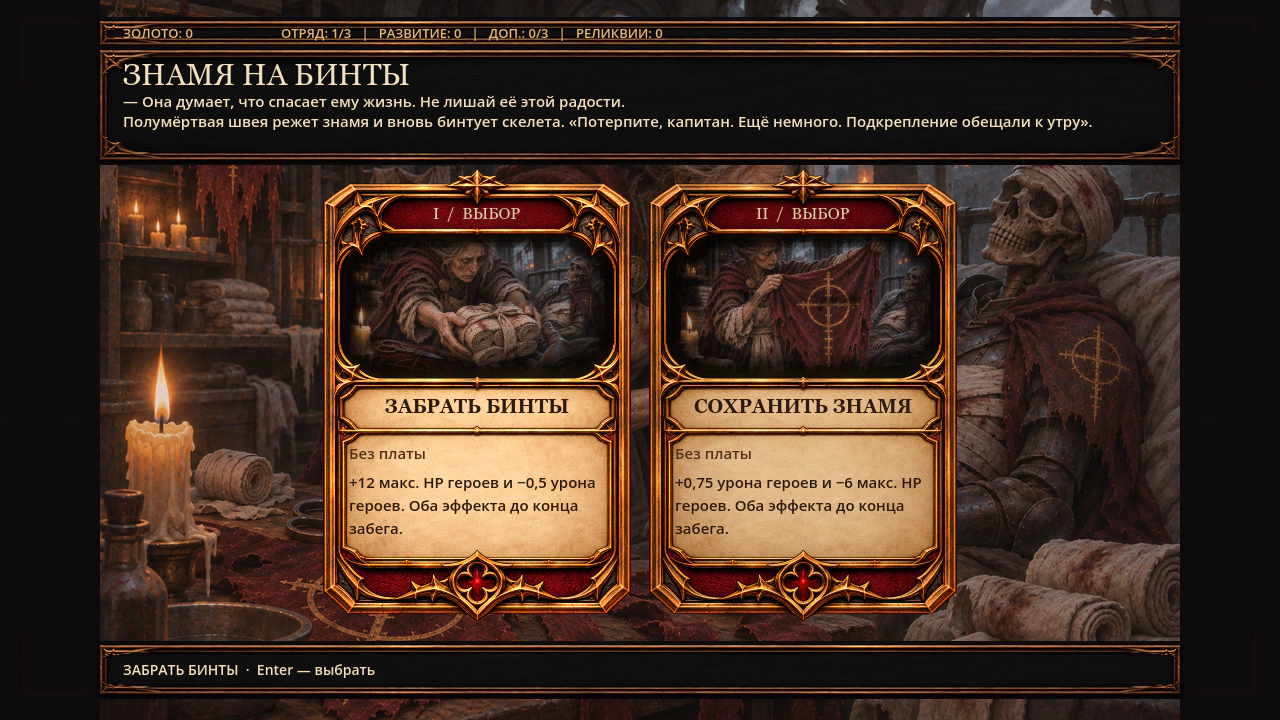 ЗОЛОТО: 0 ОТРЯД: 1/3 | РАЗВИТИЕ: 0 | ДОП.: 0/3 | РЕЛИКВИИ: 0
ЗНАМЯ НА БИНТЫ
— Она думает, что спасает ему жизнь. Не лишай её этой радости.
Полумёртвая швея режет знамя и вновь бинтует скелета. «Потерпите, капитан. Ещё немного. Подкрепление обещали к утру».
I / ВЫБОР
ЗАБРАТЬ БИНТЫ
Без платы
+12 макс. HP героев и −0,5 урона
героев. Оба эффекта до конца
забега.
II / ВЫБОР
СОХРАНИТЬ ЗНАМЯ
Без платы
+0,75 урона героев и −6 макс. HP
героев. Оба эффекта до конца
забега.
ЗАБРАТЬ БИНТЫ · Enter — выбрать